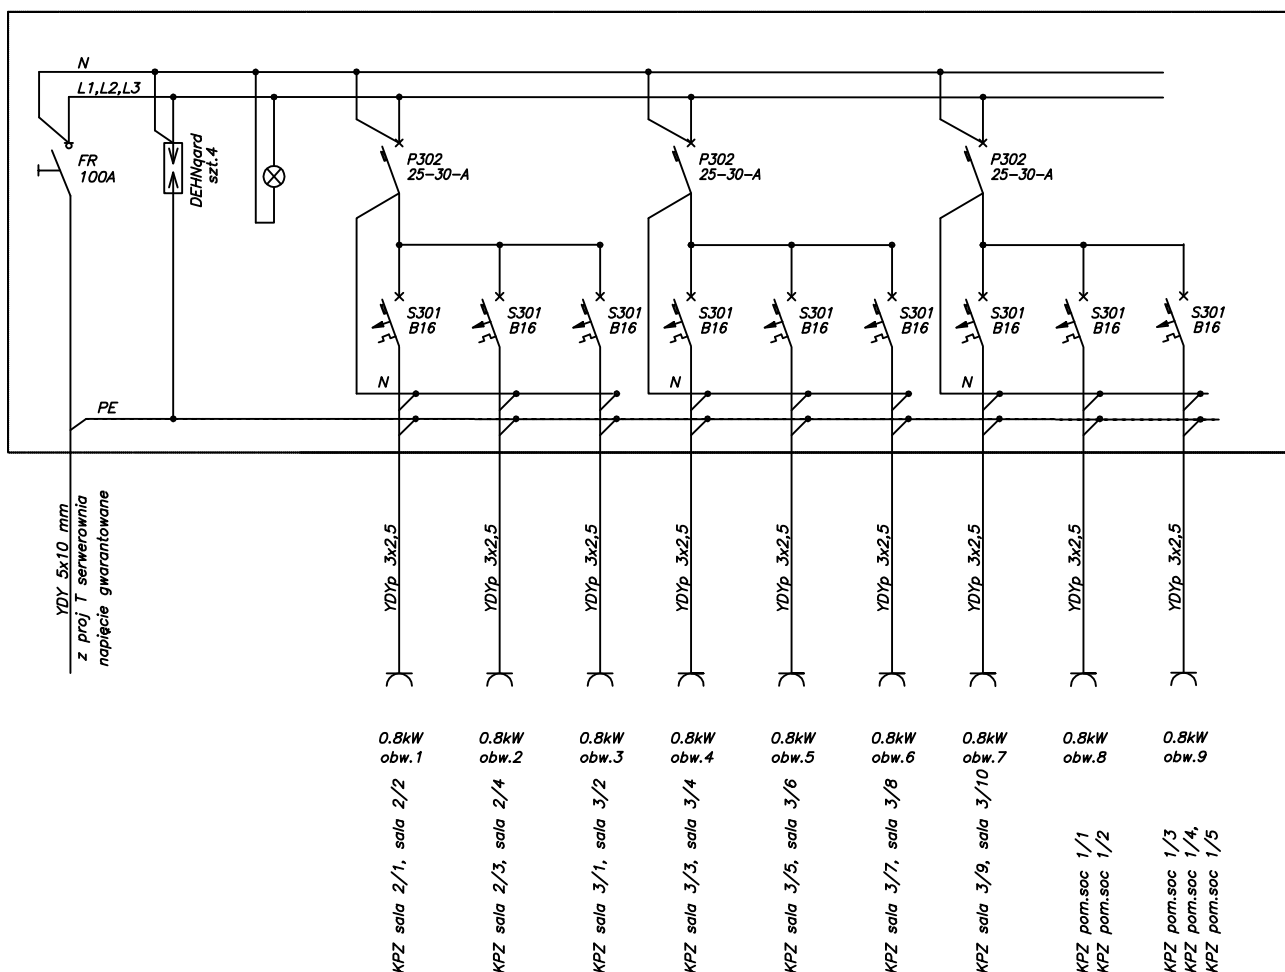 N
L1,L2,L3
FR
100A
DEHNgard
szt.4
P302
25-30-A
P302
25-30-A
P302
25-30-A
S301
B16
S301
B16
S301
B16
S301
B16
S301
B16
S301
B16
S301
B16
S301
B16
S301
B16
N
N
N
PE
YDY 5x10 mm
z proj T serwerownia
napięcie gwarantowane
YDYp 3x2,5
YDYp 3x2,5
YDYp 3x2,5
YDYp 3x2,5
YDYp 3x2,5
YDYp 3x2,5
YDYp 3x2,5
YDYp 3x2,5
YDYp 3x2,5
0.8kW
obw.1
0.8kW
obw.2
0.8kW
obw.3
0.8kW
obw.4
0.8kW
obw.5
0.8kW
obw.6
0.8kW
obw.7
0.8kW
obw.8
0.8kW
obw.9
KPZ sala 2/1, sala 2/2
KPZ sala 2/3, sala 2/4
KPZ sala 3/1, sala 3/2
KPZ sala 3/3, sala 3/4
KPZ sala 3/5, sala 3/6
KPZ sala 3/7, sala 3/8
KPZ sala 3/9, sala 3/10
KPZ pom.soc 1/1
KPZ pom.soc 1/2
KPZ pom.soc 1/3
KPZ pom.soc 1/4,
KPZ pom.soc 1/5